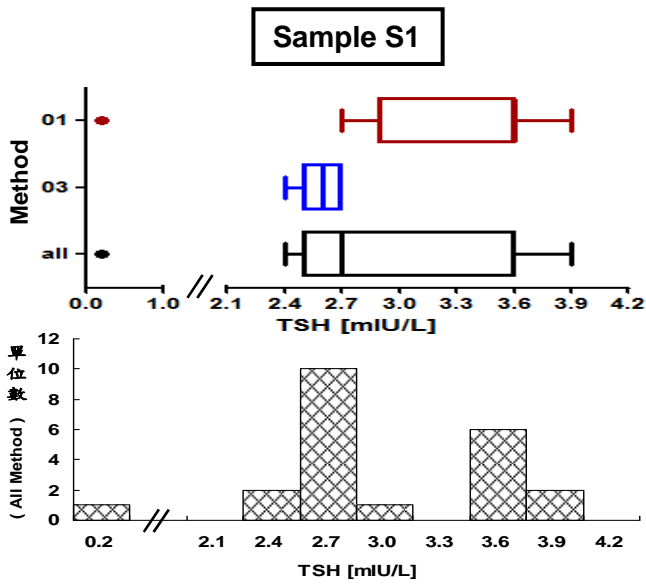 Sample S1
Method
01
03
all
0.0 1.0 // 2.1 2.4 2.7 3.0 3.3 3.6 3.9 4.2
TSH [mIU/L]
單位數
( All Method )
12
10
8
6
4
2
0
0.2 // 2.1 2.4 2.7 3.0 3.3 3.6 3.9 4.2
TSH [mIU/L]